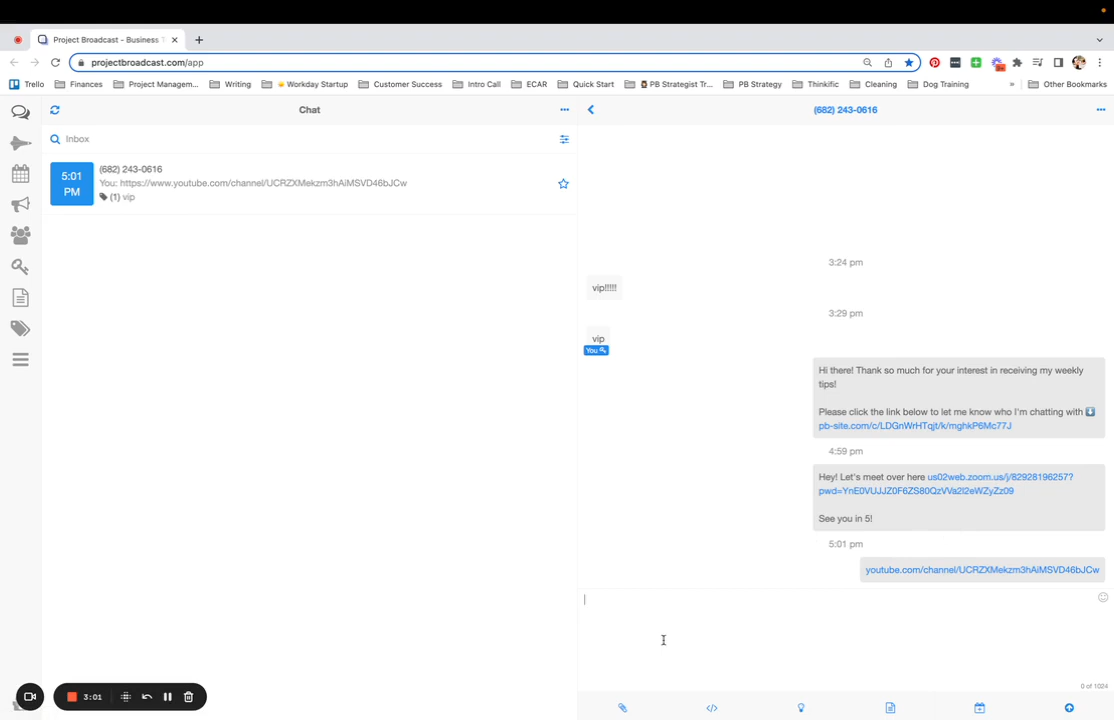 Project Broadcast - Business T
projectbroadcast.com/app
Trello
Finances
Project Managem...
Writing
Workday Startup
Customer Success
Intro Call
ECAR
Quick Start
PB Strategist Tr...
PB Strategy
Thinkific
Cleaning
Dog Training
»
Other Bookmarks
Chat
(682) 243-0616
Inbox
5:01
PM
(682) 243-0616
You: https://www.youtube.com/channel/UCRZXMekzm3hAiMSVD46bJCw
(1) vip
3:24 pm
vip!!!!!
3:29 pm
vip
You
Hi there! Thank so much for your interest in receiving my weekly
tips!
Please click the link below to let me know who I'm chatting with
pb-site.com/c/LDGnWrHTqjt/k/mghkP6Mc77J
4:59 pm
Hey! Let's meet over here us02web.zoom.us/j/82928196257?
pwd=YnE0VUJJZ0F6ZS80QzVVa2l2eWZyZz09
See you in 5!
5:01 pm
youtube.com/channel/UCRZXMekzm3hAiMSVD46bJCw
0 of 1024
3:01